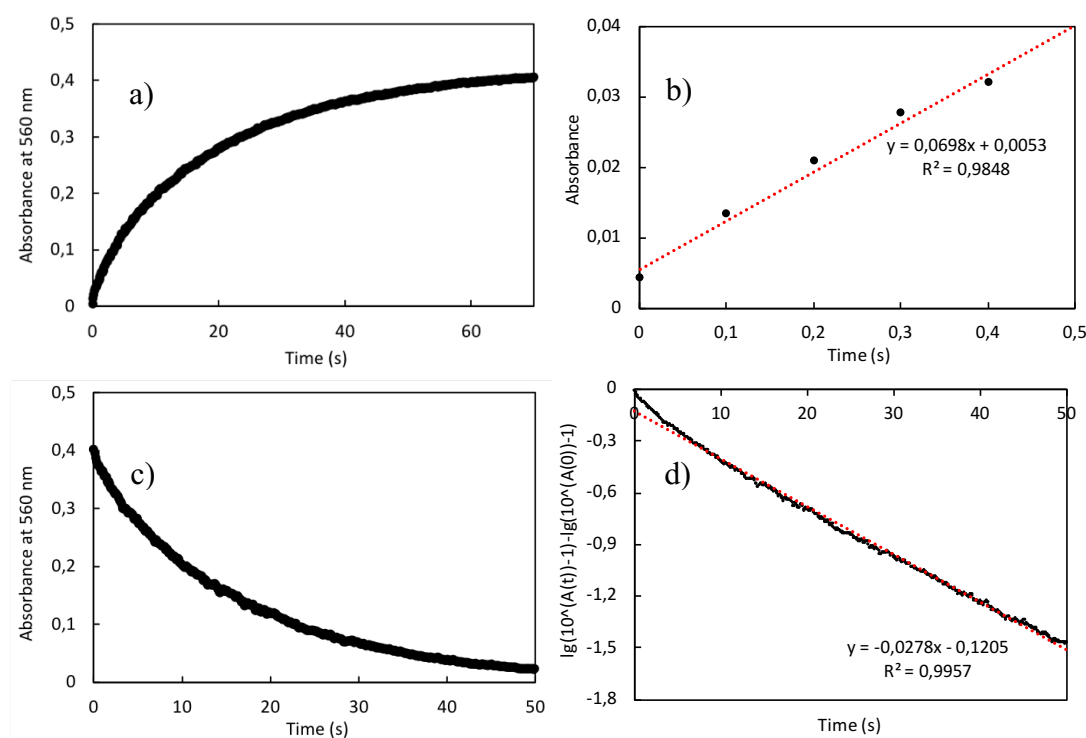 0,5
0,4
0,3
0,2
0,1
0
Absorbance at 560 nm
a)
0
20
40
60
Time (s)
0,04
0,03
0,02
0,01
0
Absorbance
b)
y = 0,0698x + 0,0053
R² = 0,9848
0
0,1
0,2
0,3
0,4
0,5
Time (s)
0,5
0,4
0,3
0,2
0,1
0
Absorbance at 560 nm
c)
0
10
20
30
40
50
Time (s)
0
-0,3
-0,6
-0,9
-1,2
-1,5
-1,8
lg(10^(A(t))-1)-lg(10^(A(0))-1)
0
10
20
30
40
50
d)
y = -0,0278x - 0,1205
R² = 0,9957
Time (s)